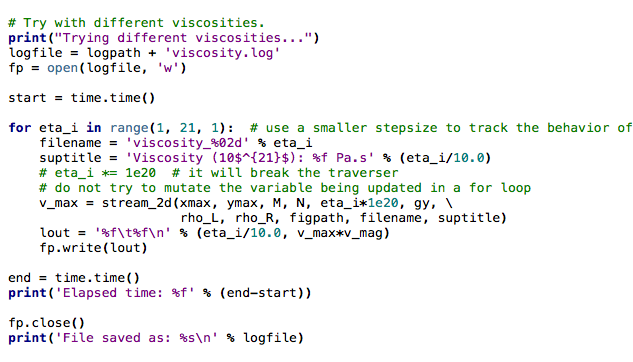 # Try with different viscosities.
print("Trying different viscosities...")
logfile = logpath + 'viscosity.log'
fp = open(logfile, 'w')
start = time.time()
for eta_i in range(1, 21, 1):  # use a smaller stepsize to track the behavior of
    filename = 'viscosity_%02d' % eta_i
    suptitle = 'Viscosity (10$^{21}$): %f Pa.s' % (eta_i/10.0)
    # eta_i *= 1e20  # it will break the traverser
    # do not try to mutate the variable being updated in a for loop
    v_max = stream_2d(xmax, ymax, M, N, eta_i*1e20, gy, \
                      rho_L, rho_R, figpath, filename, suptitle)
    lout = '%f\t%f\n' % (eta_i/10.0, v_max*v_mag)
    fp.write(lout)
end = time.time()
print('Elapsed time: %f' % (end-start))
fp.close()
print('File saved as: %s\n' % logfile)